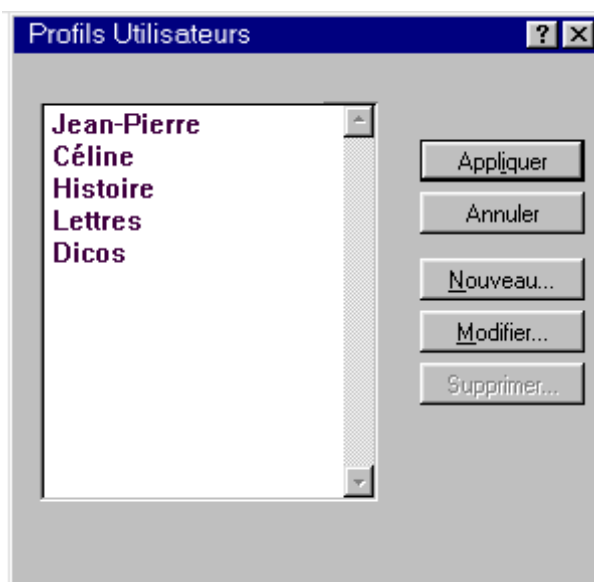 Profils Utilisateurs
Jean-Pierre
Céline
Histoire
Lettres
Dicos
Appliquer
Annuler
Nouveau...
Modifier...
Supprimer...